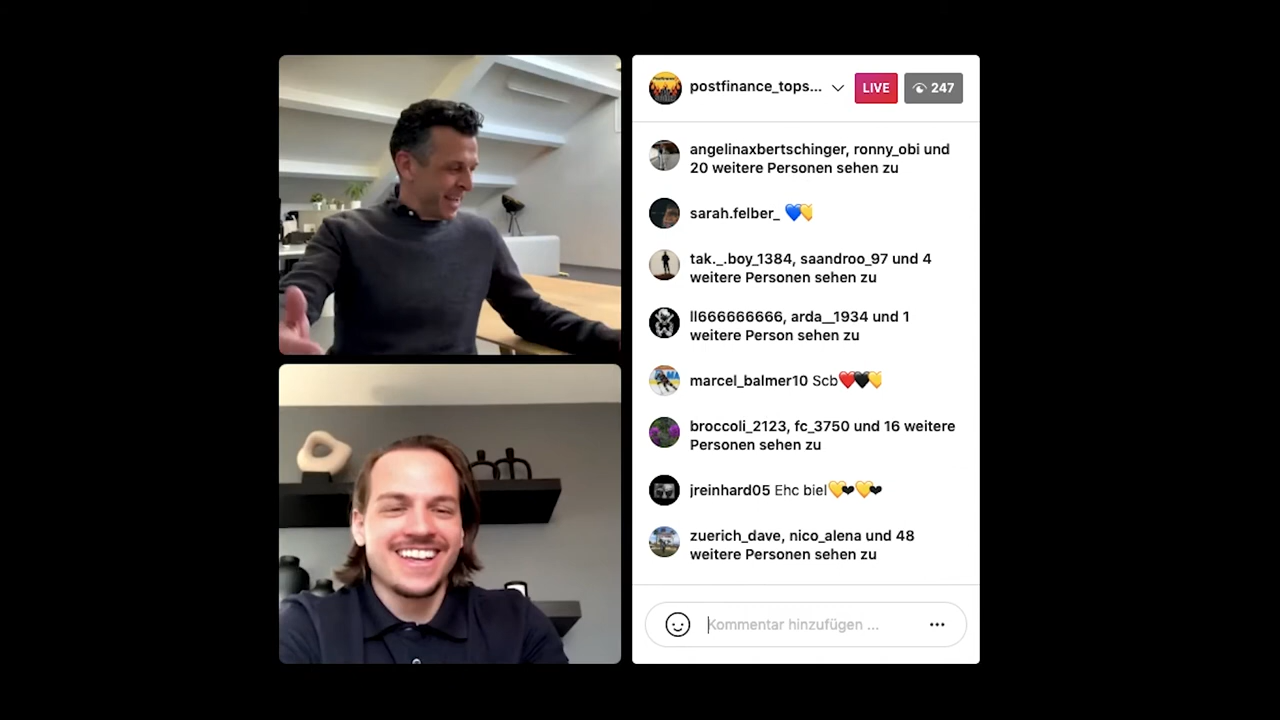 postfinance_tops...
LIVE
247
angelinaxbertschinger, ronny_obi und
20 weitere Personen sehen zu
sarah.felber_ 💙💛
tak._.boy_1384, saandroo_97 und 4
weitere Personen sehen zu
ll666666666, arda__1934 und 1
weitere Person sehen zu
marcel_balmer10 Scb❤️🖤💛
broccoli_2123, fc_3750 und 16 weitere
Personen sehen zu
jreinhard05 Ehc biel💛❤💛❤
zuerich_dave, nico_alena und 48
weitere Personen sehen zu
Kommentar hinzufügen ...